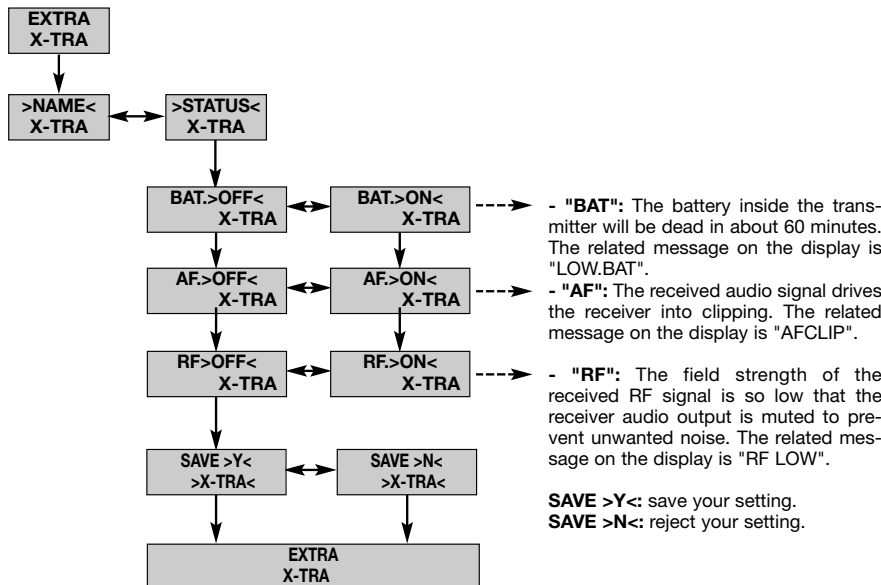 EXTRA
X-TRA
>NAME<
X-TRA
>STATUS<
X-TRA
BAT.>OFF<
X-TRA
BAT.>ON<
X-TRA
- "BAT": The battery inside the trans-
mitter will be dead in about 60 minutes.
The related message on the display is
"LOW.BAT".
AF.>OFF<
X-TRA
AF.>ON<
X-TRA
- "AF": The received audio signal drives
the receiver into clipping. The related
message on the display is "AFCLIP".
RF>OFF<
X-TRA
RF.>ON<
X-TRA
- "RF": The field strength of the
received RF signal is so low that the
receiver audio output is muted to pre-
vent unwanted noise. The related mes-
sage on the display is "RF LOW".
SAVE >Y<
>X-TRA<
SAVE >N<
>X-TRA<
SAVE >Y<: save your setting.
SAVE >N<: reject your setting.
EXTRA
X-TRA